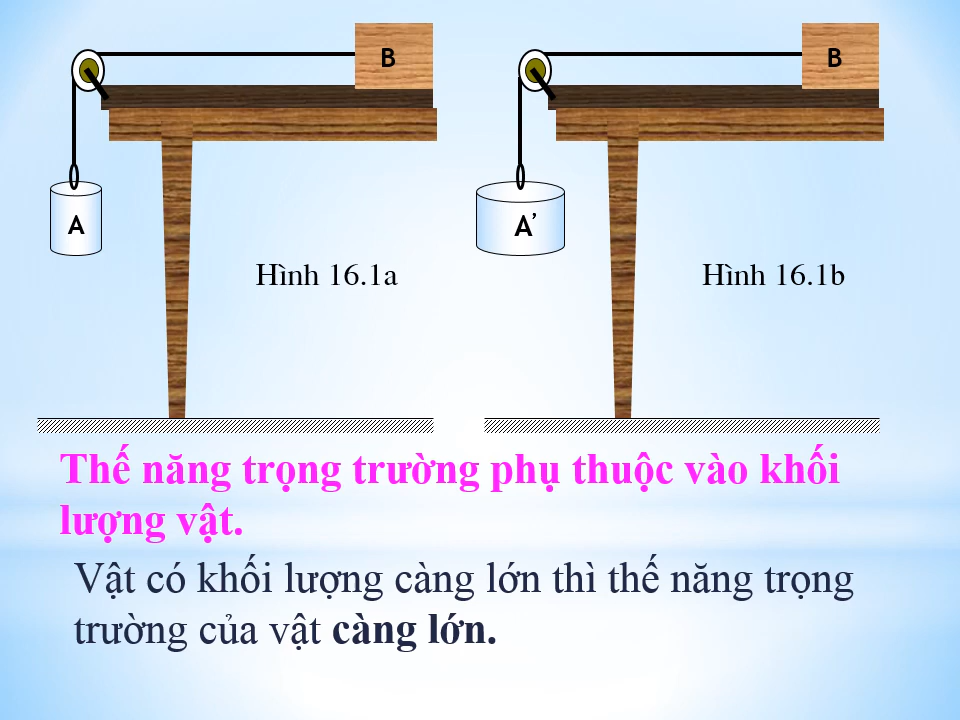 B
B
A
A’
Hình 16.1a
Hình 16.1b
Thế năng trọng trường phụ thuộc vào khối
lượng vật.
Vật có khối lượng càng lớn thì thế năng trọng
trường của vật càng lớn.